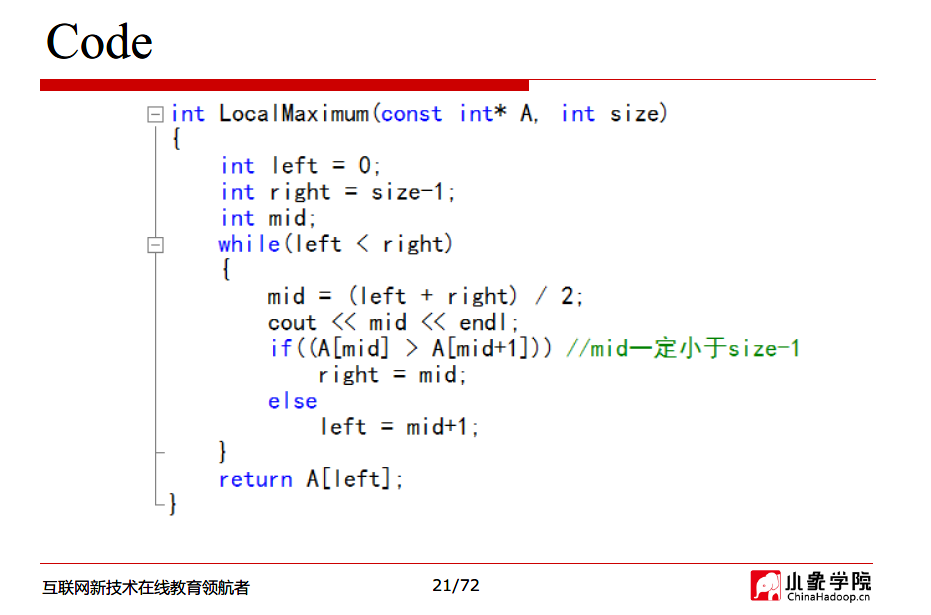 Code
int LocalMaximum(const int* A, int size)
{
int left = 0;
int right = size-1;
int mid;
while(left < right)
{
mid = (left + right) / 2;
cout << mid << endl;
if((A[mid] > A[mid+1])) //mid一定小于size-1
right = mid;
else
left = mid+1;
}
return A[left];
}
互联网新技术在线教育领航者
21/72
小象学院
ChinaHadoop.cn